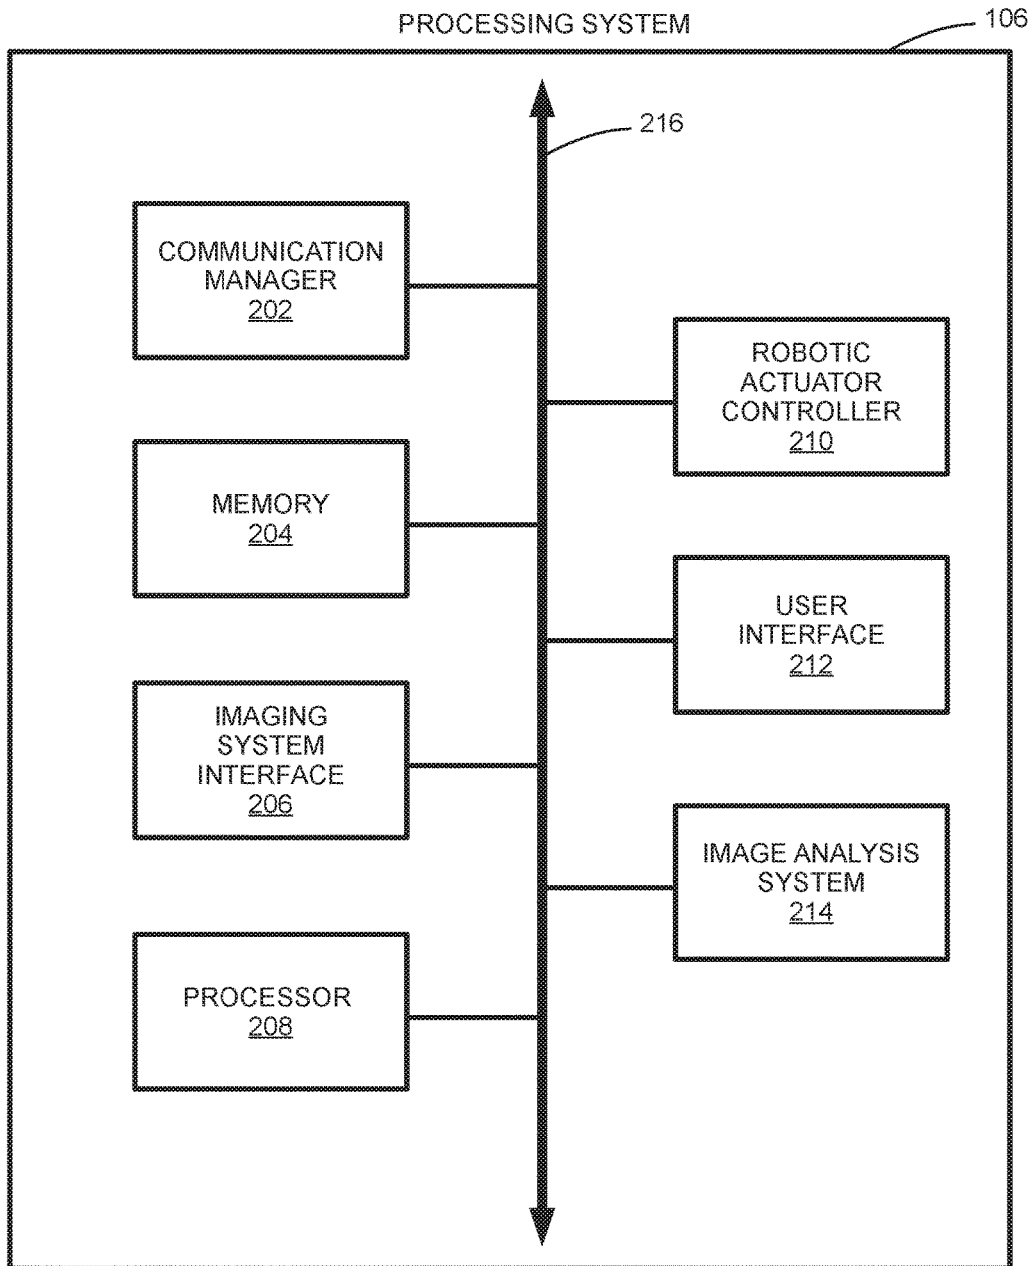 PROCESSING SYSTEM
106
216
COMMUNICATION
MANAGER
202
MEMORY
204
IMAGING
SYSTEM
INTERFACE
206
PROCESSOR
208
ROBOTIC
ACTUATOR
CONTROLLER
210
USER
INTERFACE
212
IMAGE ANALYSIS
SYSTEM
214